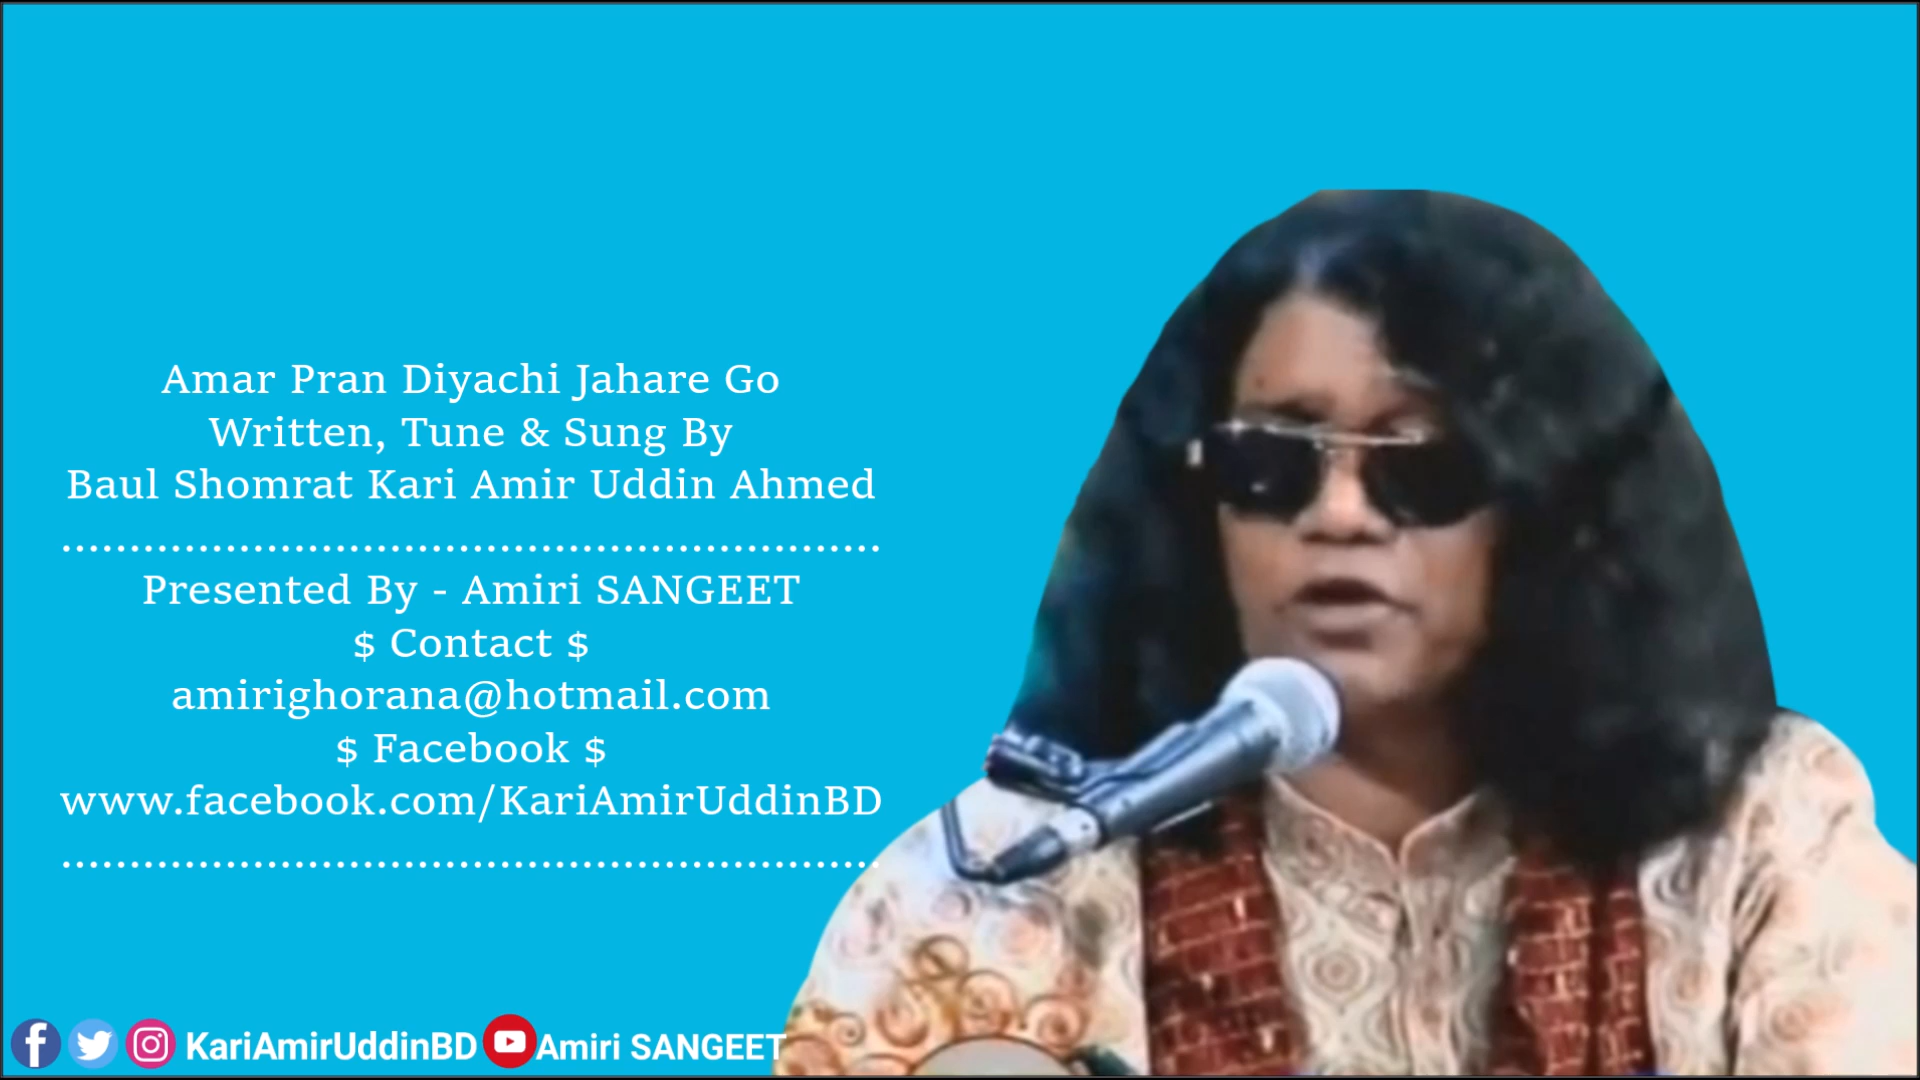 Amar Pran Diyachi Jahare Go
Written, Tune & Sung By
Baul Shomrat Kari Amir Uddin Ahmed
.............................................................
Presented By - Amiri SANGEET
$ Contact $
amirighorana@hotmail.com
$ Facebook $
www.facebook.com/KariAmirUddinBD
.............................................................
KariAmirUddinBD Amiri SANGEET